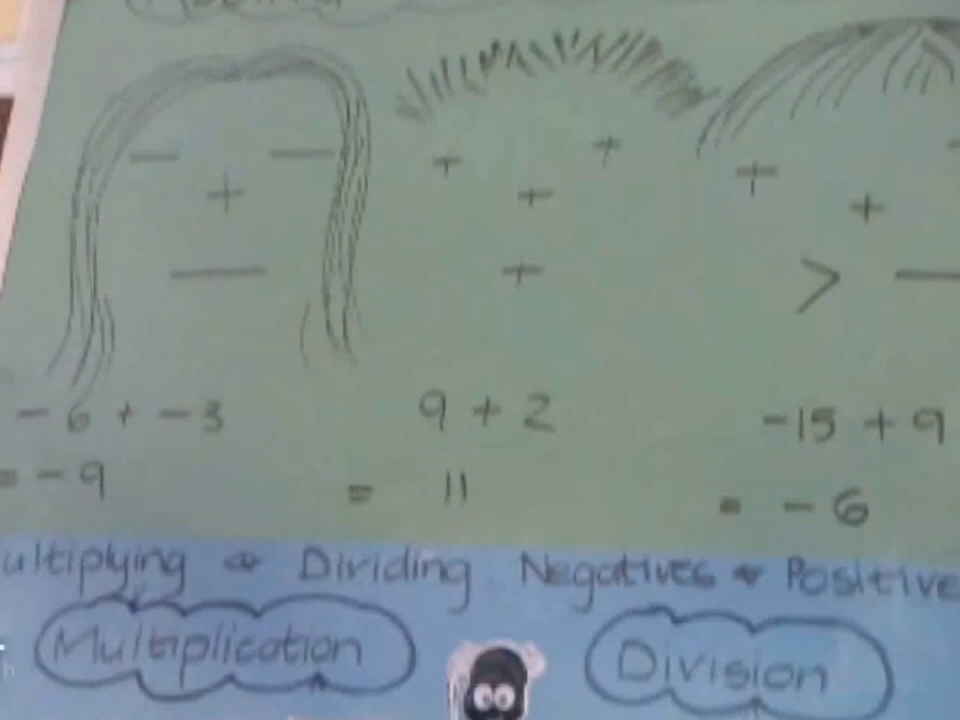 - +  -
+ + + +
+ +
> -
-6 + -3 9 + 2 -15 + 9
= -9 = 11 = -6
ultiplying + Dividing Negatives + Positive
Multiplication Division